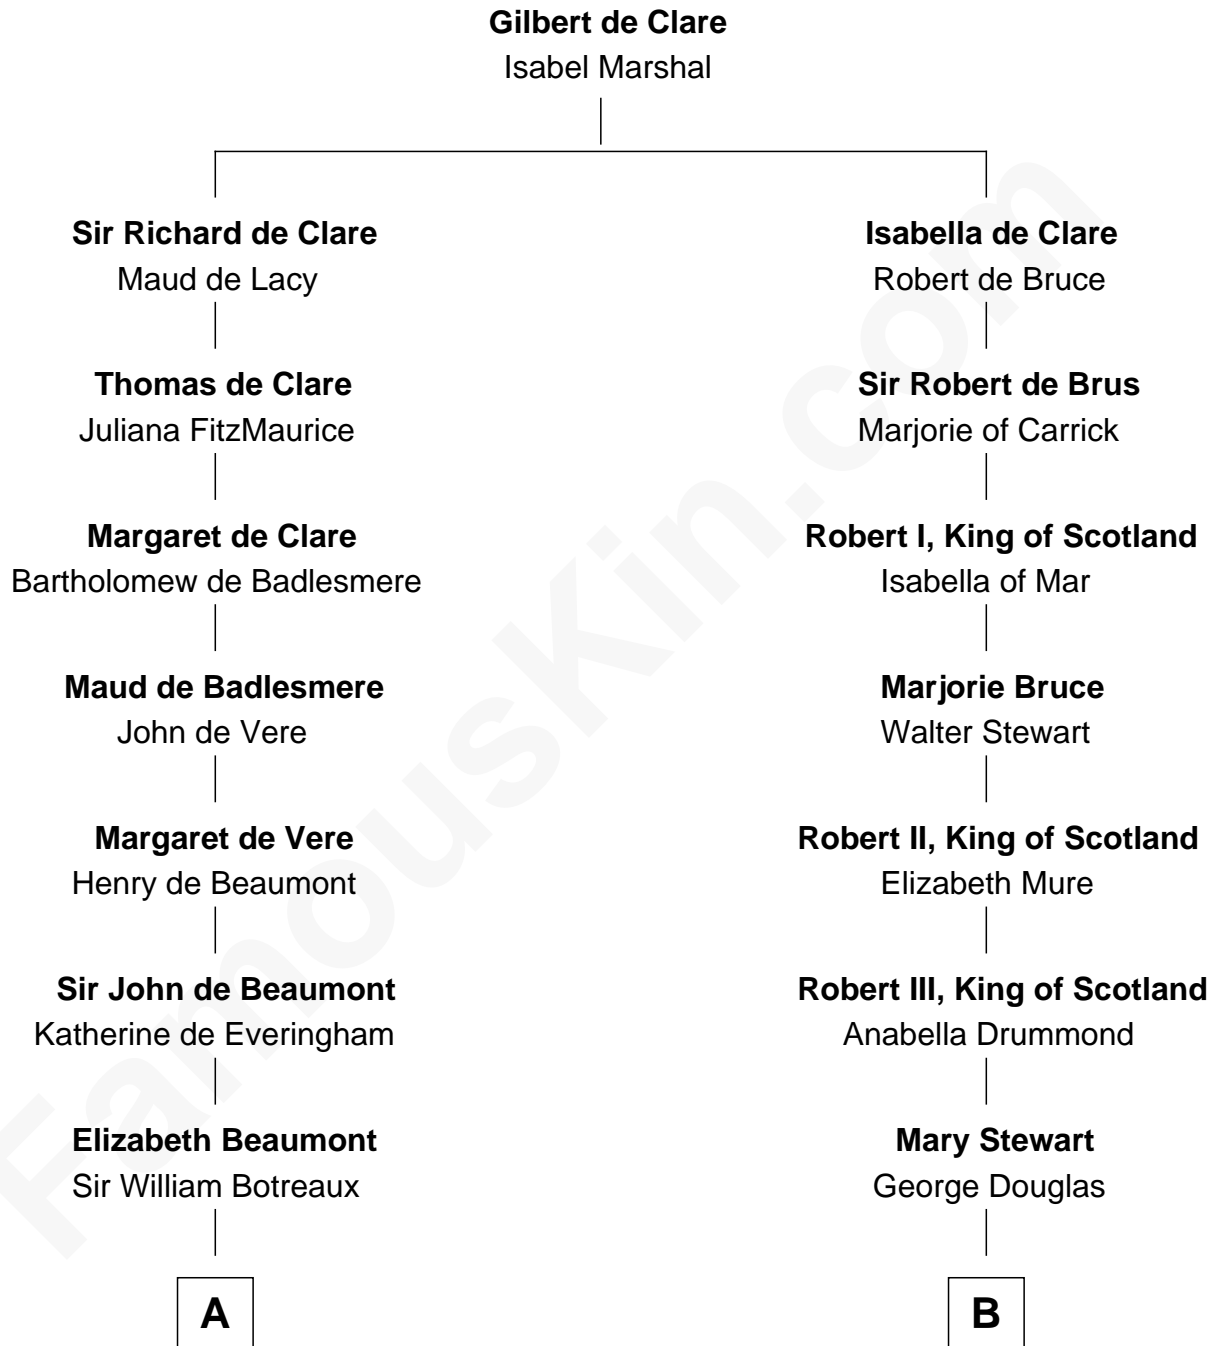 Gilbert de Clare
Isabel Marshal
Sir Richard de Clare
Maud de Lacy
Isabella de Clare
Robert de Bruce
Thomas de Clare
Juliana FitzMaurice
Sir Robert de Brus
Marjorie of Carrick
Margaret de Clare
Bartholomew de Badlesmere
Robert I, King of Scotland
Isabella of Mar
Maud de Badlesmere
John de Vere
Marjorie Bruce
Walter Stewart
Margaret de Vere
Henry de Beaumont
Robert II, King of Scotland
Elizabeth Mure
Sir John de Beaumont
Katherine de Everingham
Robert III, King of Scotland
Anabella Drummond
Elizabeth Beaumont
Sir William Botreaux
Mary Stewart
George Douglas
A
B
FamousKin.com